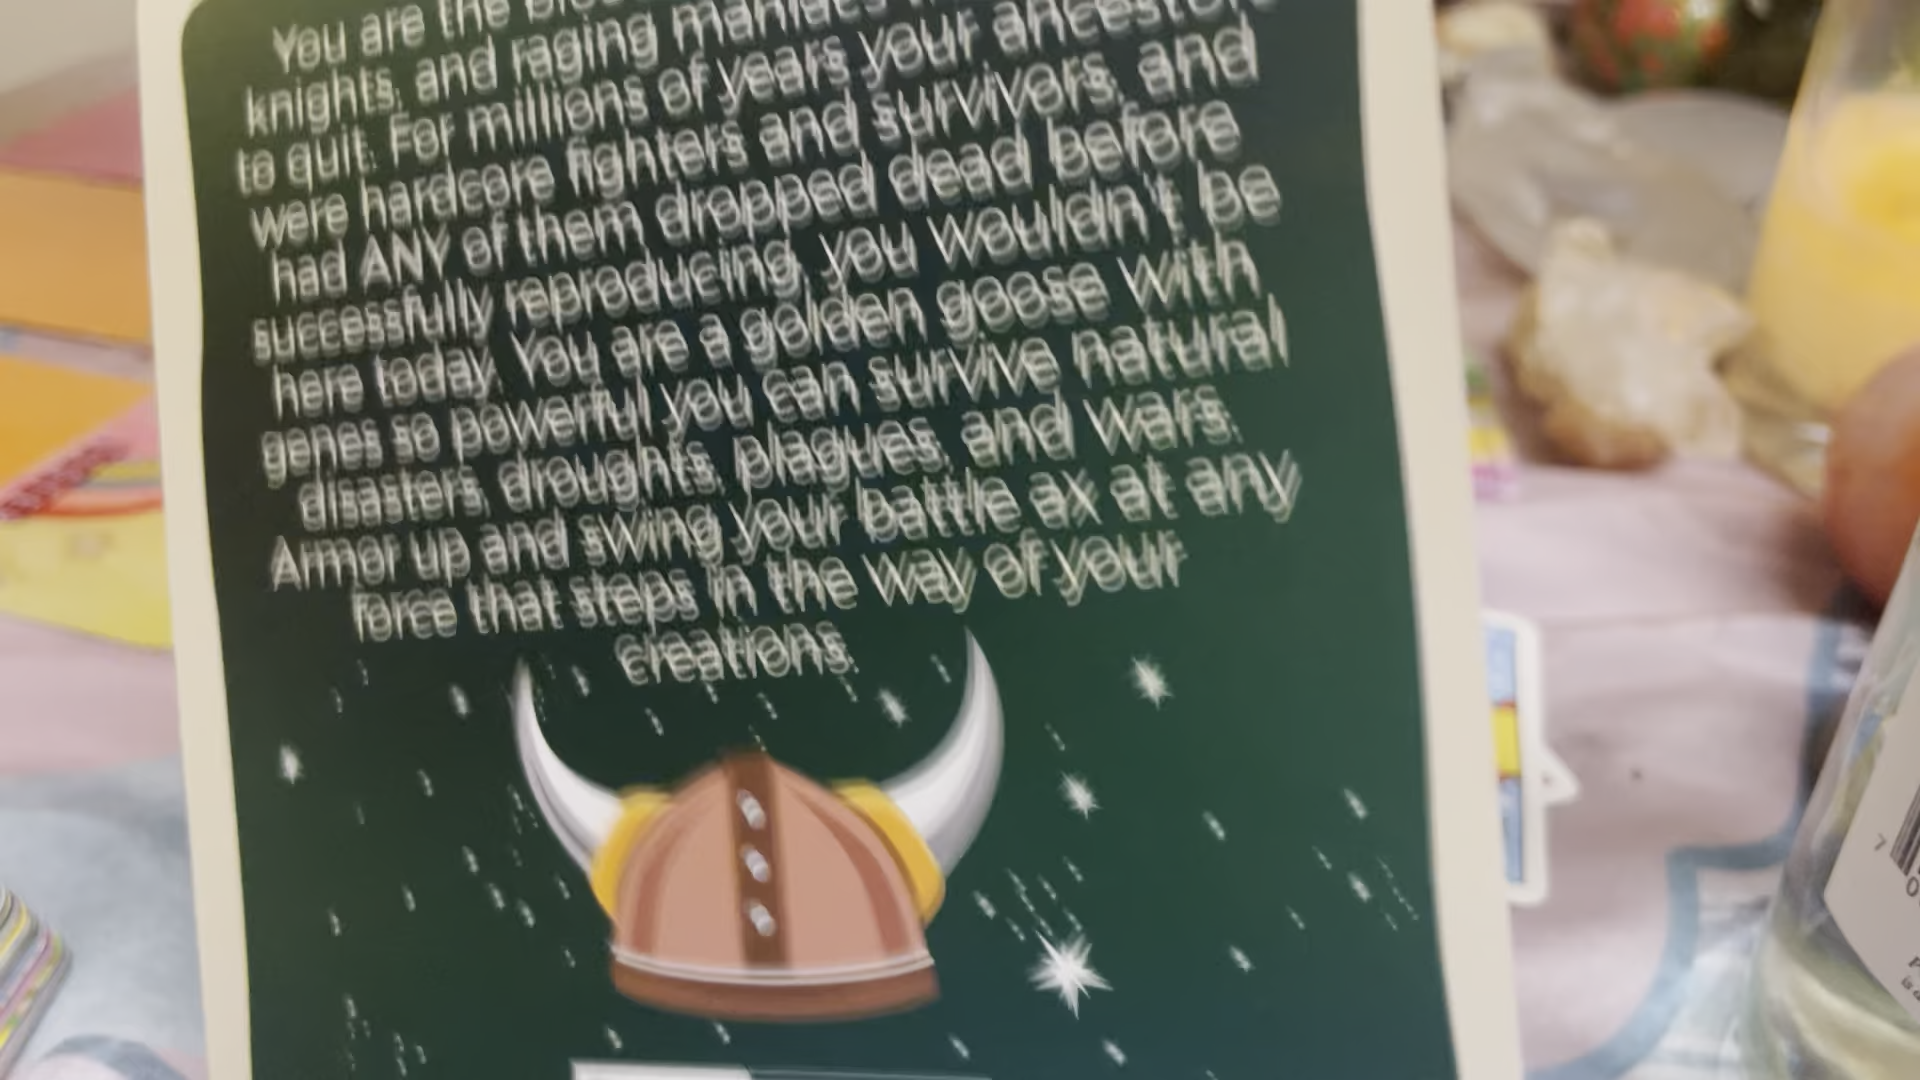 You are the
knights, and raging maniacs
to quit. For millions of years your ancestors
were hardcore fighters and survivors, and
had ANY of them dropped dead before
successfully reproducing, you wouldn't be
here today. You are a golden goose with
genes so powerful you can survive natural
disasters, droughts, plagues, and wars.
Armor up and swing your battle ax at any
force that steps in the way of your
creations.
7
0